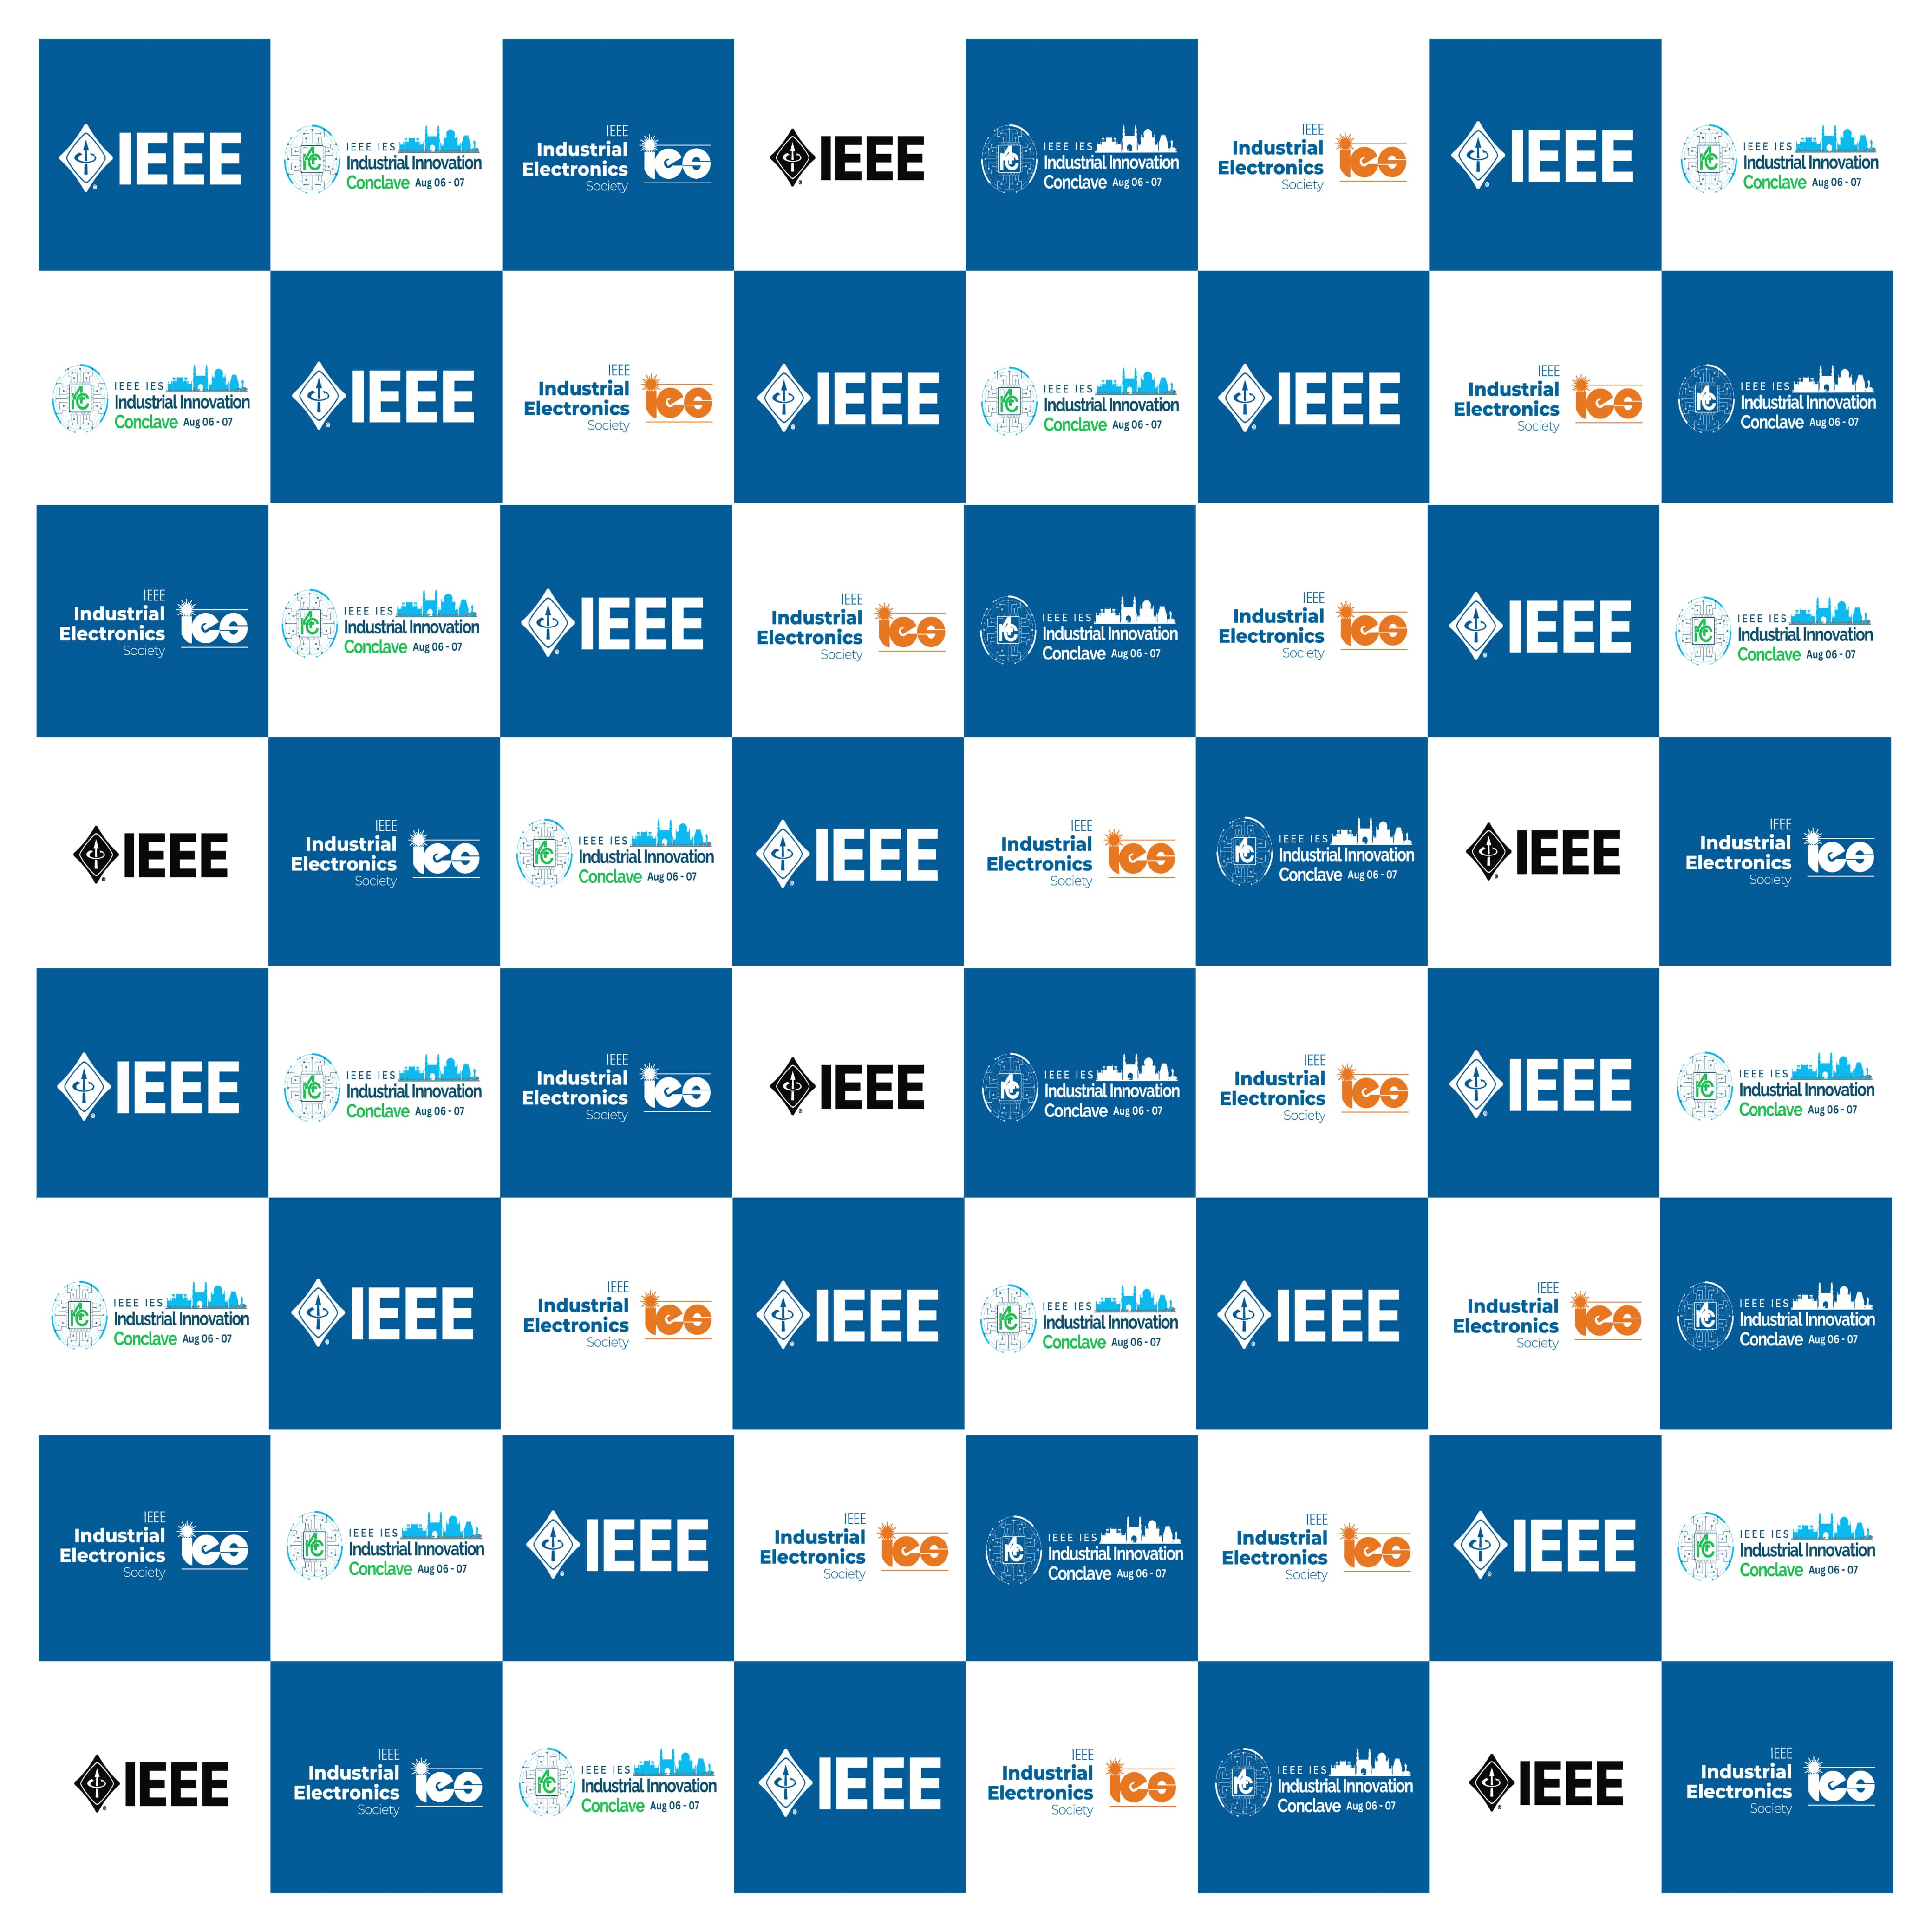 IEEE
IEEE IES
Industrial Innovation
Conclave Aug 06 - 07
IEEE
Industrial
Electronics
Society
ies
IEEE
IEEE IES
Industrial Innovation
Conclave Aug 06 - 07
IEEE
Industrial
Electronics
Society
ies
IEEE
IEEE IES
Industrial Innovation
Conclave Aug 06 - 07
IEEE IES
Industrial Innovation
Conclave Aug 06 - 07
IEEE
IEEE
Industrial
Electronics
Society
ies
IEEE
IEEE IES
Industrial Innovation
Conclave Aug 06 - 07
IEEE
IEEE
Industrial
Electronics
Society
ies
IEEE IES
Industrial Innovation
Conclave Aug 06 - 07
IEEE
Industrial
Electronics
Society
ies
IEEE IES
Industrial Innovation
Conclave Aug 06 - 07
IEEE
IEEE
Industrial
Electronics
Society
ies
IEEE IES
Industrial Innovation
Conclave Aug 06 - 07
IEEE
Industrial
Electronics
Society
ies
IEEE
IEEE IES
Industrial Innovation
Conclave Aug 06 - 07
IEEE
IEEE
Industrial
Electronics
Society
ies
IEEE IES
Industrial Innovation
Conclave Aug 06 - 07
IEEE
IEEE
Industrial
Electronics
Society
ies
IEEE IES
Industrial Innovation
Conclave Aug 06 - 07
IEEE
IEEE
Industrial
Electronics
Society
ies
IEEE
IEEE IES
Industrial Innovation
Conclave Aug 06 - 07
IEEE
Industrial
Electronics
Society
ies
IEEE
IEEE IES
Industrial Innovation
Conclave Aug 06 - 07
IEEE
Industrial
Electronics
Society
ies
IEEE
IEEE IES
Industrial Innovation
Conclave Aug 06 - 07
IEEE IES
Industrial Innovation
Conclave Aug 06 - 07
IEEE
IEEE
Industrial
Electronics
Society
ies
IEEE
IEEE IES
Industrial Innovation
Conclave Aug 06 - 07
IEEE
IEEE
Industrial
Electronics
Society
ies
IEEE IES
Industrial Innovation
Conclave Aug 06 - 07
IEEE
Industrial
Electronics
Society
ies
IEEE IES
Industrial Innovation
Conclave Aug 06 - 07
IEEE
IEEE
Industrial
Electronics
Society
ies
IEEE IES
Industrial Innovation
Conclave Aug 06 - 07
IEEE
Industrial
Electronics
Society
ies
IEEE
IEEE IES
Industrial Innovation
Conclave Aug 06 - 07
IEEE
IEEE
Industrial
Electronics
Society
ies
IEEE IES
Industrial Innovation
Conclave Aug 06 - 07
IEEE
IEEE
Industrial
Electronics
Society
ies
IEEE IES
Industrial Innovation
Conclave Aug 06 - 07
IEEE
IEEE
Industrial
Electronics
Society
ies